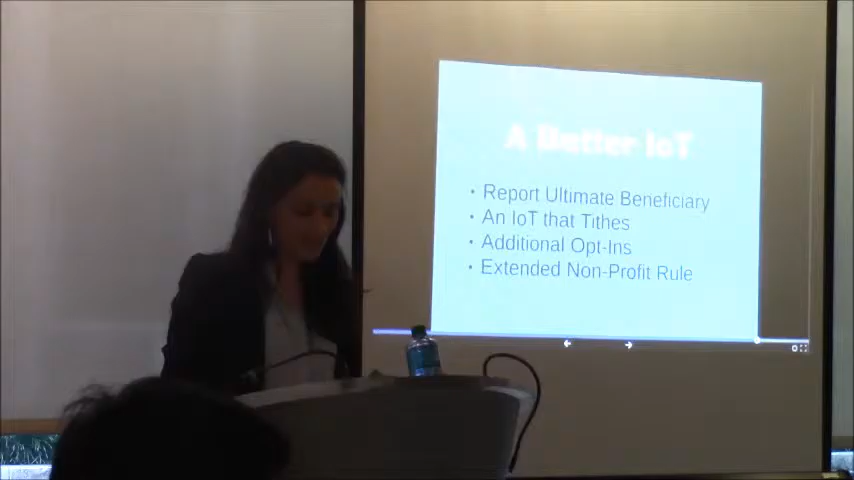 A Better IoT
• Report Ultimate Beneficiary
• An IoT that Tithes
• Additional Opt-Ins
• Extended Non-Profit Rule